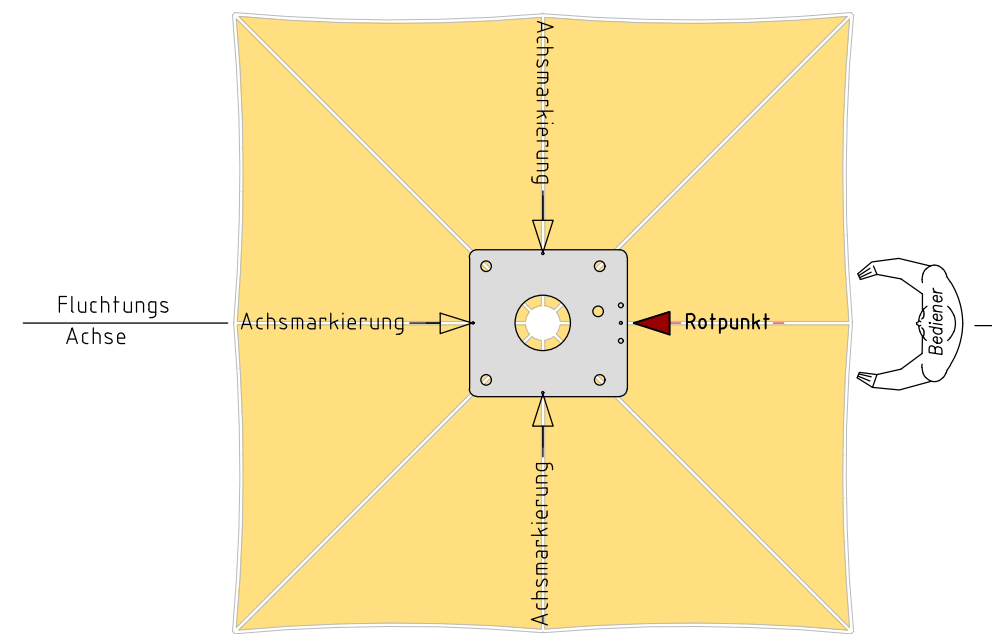 Achsmarkierung
Fluchtungs
Achse
Achsmarkierung
Rotpunkt
Bediener
Achsmarkierung